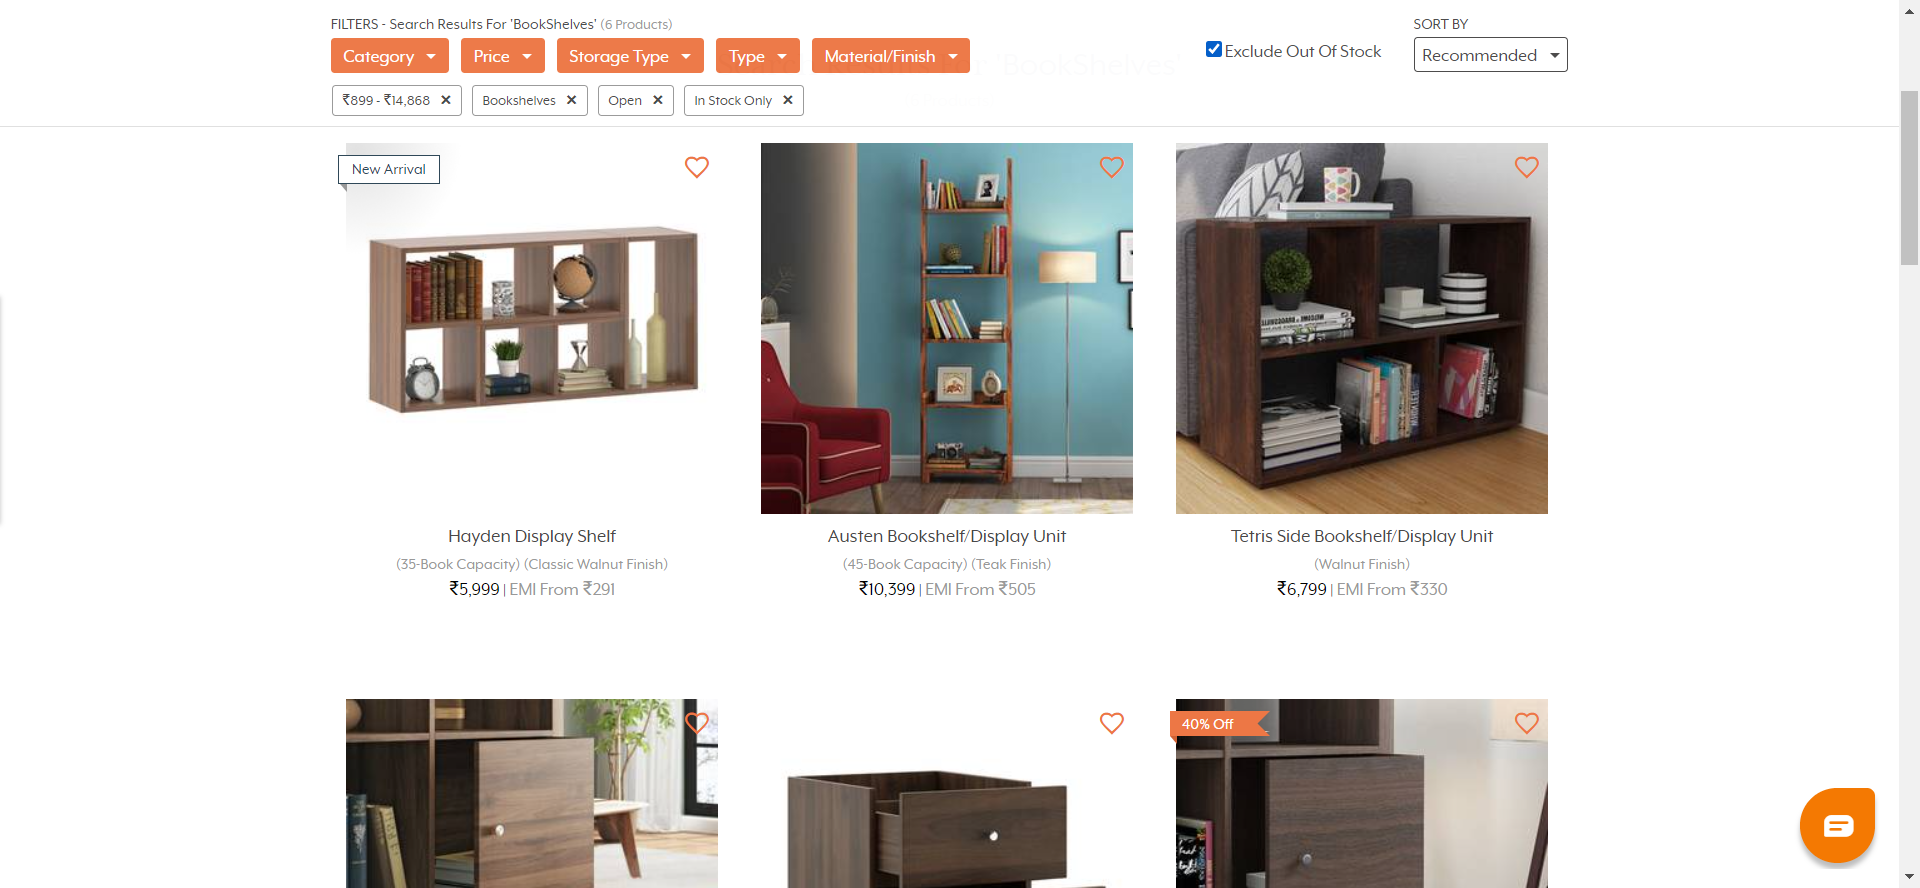 FILTERS - Search Results For 'BookShelves' (6 Products)
SORT BY
Category
Price
Storage Type
Type
Material/Finish
Exclude Out Of Stock
Recommended
'BookShelves'
₹899 - ₹14,868 ✕
Bookshelves ✕
Open ✕
In Stock Only ✕
New Arrival
Hayden Display Shelf
(35-Book Capacity) (Classic Walnut Finish)
₹5,999 | EMI From ₹291
Austen Bookshelf/Display Unit
(45-Book Capacity) (Teak Finish)
₹10,399 | EMI From ₹505
Tetris Side Bookshelf/Display Unit
(Walnut Finish)
₹6,799 | EMI From ₹330
40% Off